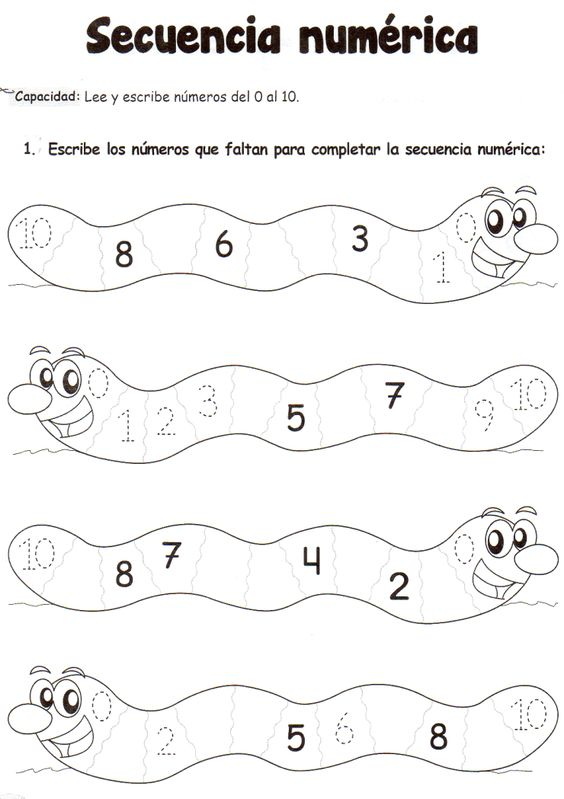 Secuencia numérica
Capacidad: Lee y escribe números del 0 al 10.
1. Escribe los números que faltan para completar la secuencia numérica:
10 8 6 3 1 0
0 1 2 3 5 7 9 10
10 8 7 4 2 0
0 2 5 6 8 10